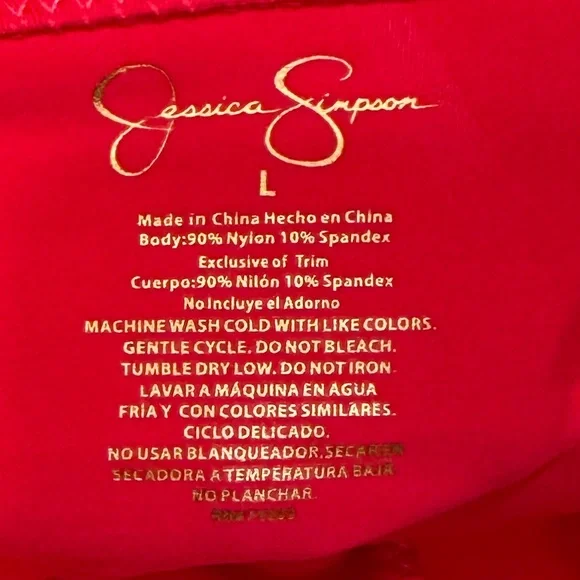 Jessica Simpson
L
Made in China Hecho en China
Body:90% Nylon 10% Spandex
Exclusive of Trim
Cuerpo:90% Nilón 10% Spandex
No Incluye el Adorno
MACHINE WASH COLD WITH LIKE COLORS.
GENTLE CYCLE. DO NOT BLEACH.
TUMBLE DRY LOW. DO NOT IRON.
LAVAR A MÁQUINA EN AGUA
FRÍA Y CON COLORES SIMILARES.
CICLO DELICADO.
NO USAR BLANQUEADOR.SECAR EN
SECADORA A TEMPERATURA BAJA.
NO PLANCHAR.